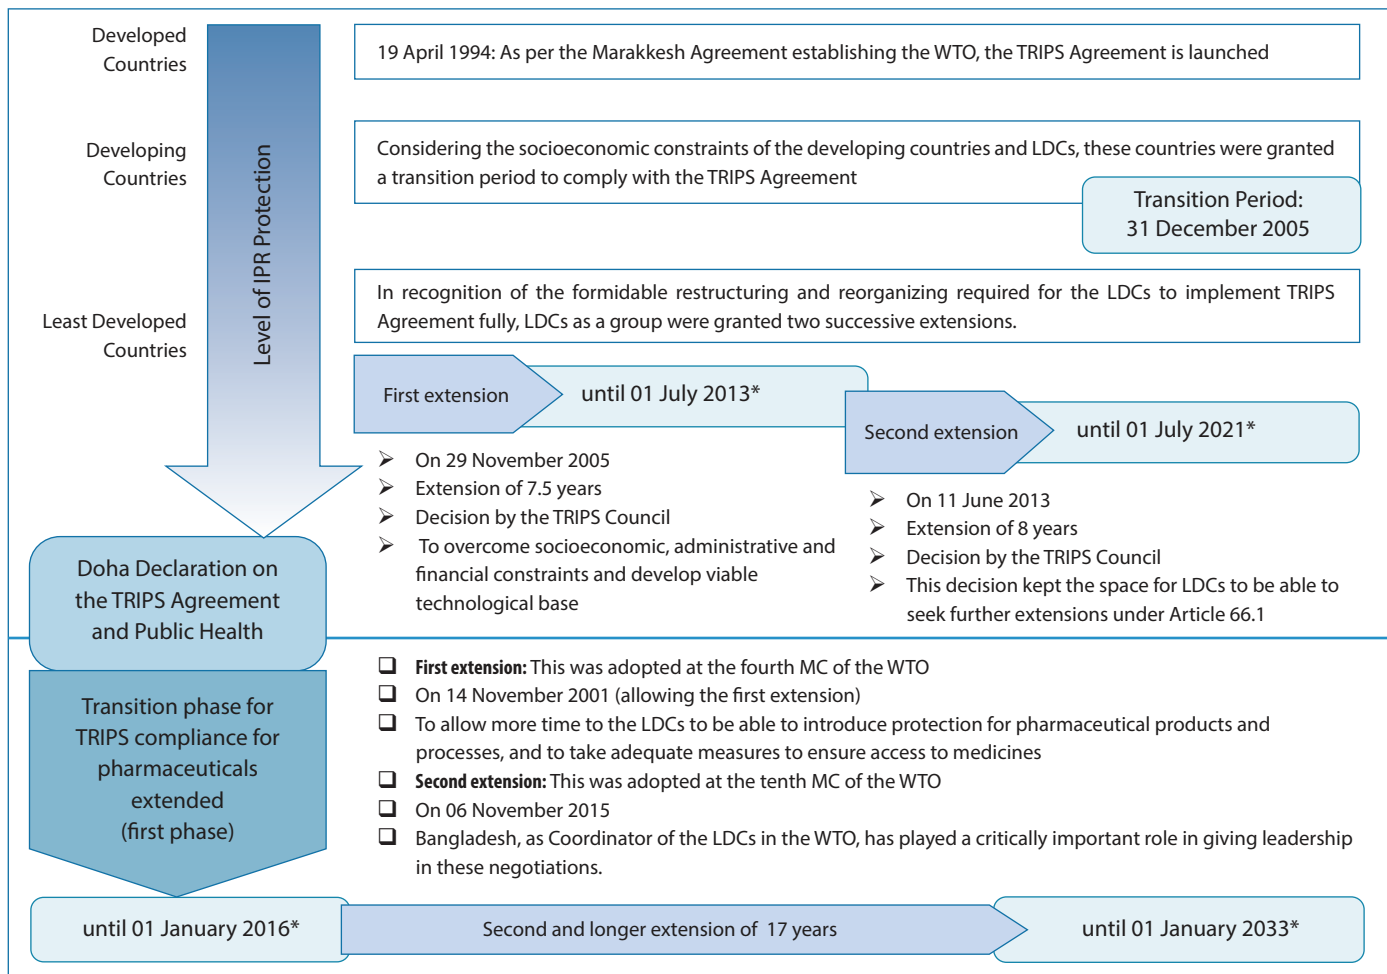 Developed
Countries
19 April 1994: As per the Marakkesh Agreement establishing the WTO, the TRIPS Agreement is launched
Level of IPR Protection
Developing
Countries
Considering the socioeconomic constraints of the developing countries and LDCs, these countries were granted
a transition period to comply with the TRIPS Agreement
Transition Period:
31 December 2005
Least Developed
Countries
In recognition of the formidable restructuring and reorganizing required for the LDCs to implement TRIPS
Agreement fully, LDCs as a group were granted two successive extensions.
First extension
until 01 July 2013*
➢ On 29 November 2005
➢ Extension of 7.5 years
➢ Decision by the TRIPS Council
➢ To overcome socioeconomic, administrative and
financial constraints and develop viable
technological base
Second extension
until 01 July 2021*
➢ On 11 June 2013
➢ Extension of 8 years
➢ Decision by the TRIPS Council
➢ This decision kept the space for LDCs to be able to
seek further extensions under Article 66.1
Doha Declaration on
the TRIPS Agreement
and Public Health
Transition phase for
TRIPS compliance for
pharmaceuticals
extended
(first phase)
❑ First extension: This was adopted at the fourth MC of the WTO
❑ On 14 November 2001 (allowing the first extension)
❑ To allow more time to the LDCs to be able to introduce protection for pharmaceutical products and
processes, and to take adequate measures to ensure access to medicines
❑ Second extension: This was adopted at the tenth MC of the WTO
❑ On 06 November 2015
❑ Bangladesh, as Coordinator of the LDCs in the WTO, has played a critically important role in giving leadership
in these negotiations.
until 01 January 2016*
Second and longer extension of 17 years
until 01 January 2033*